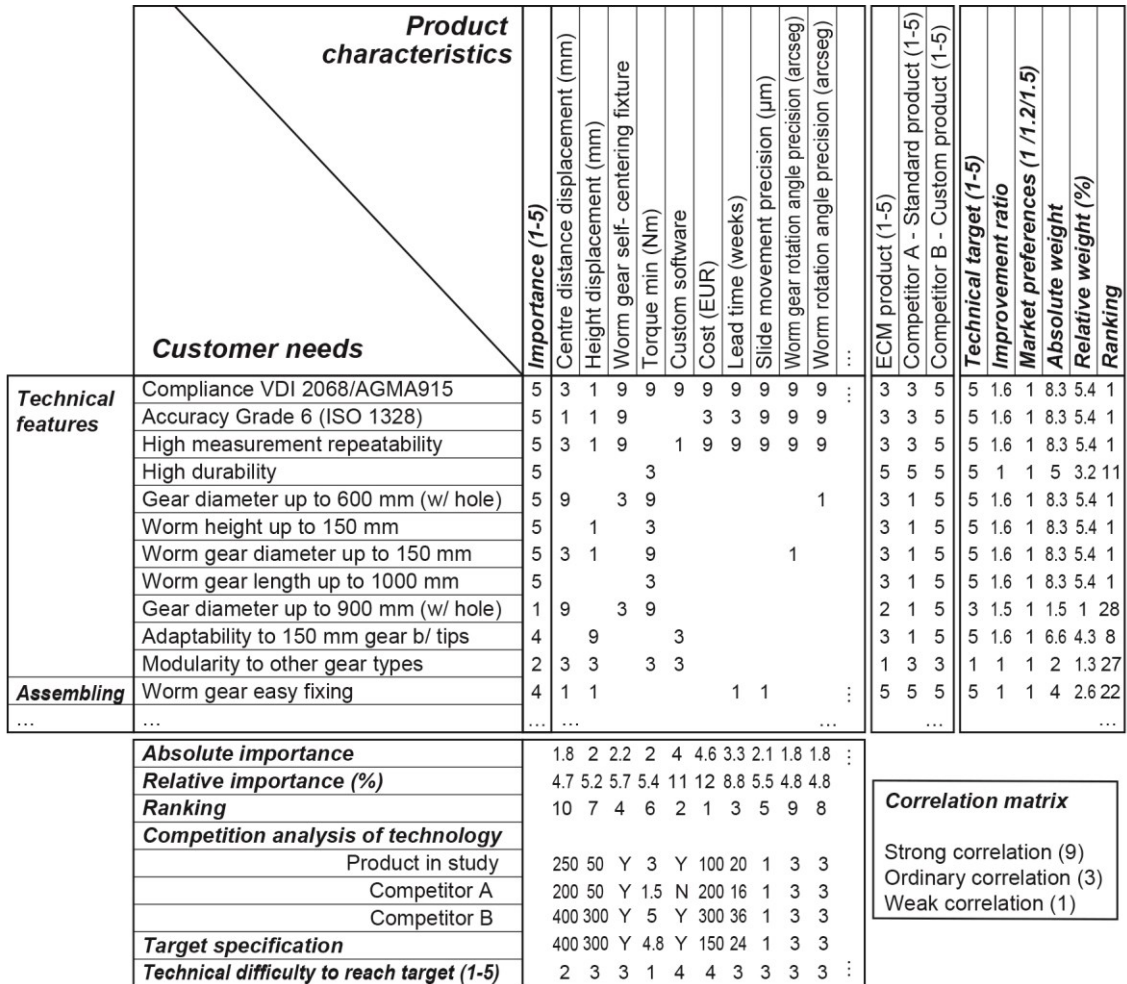 Product
characteristics
Customer needs
Importance (1-5)
Centre distance displacement (mm)
Height displacement (mm)
Worm gear self- centering fixture
Torque min (Nm)
Custom software
Cost (EUR)
Lead time (weeks)
Slide movement precision (μm)
Worm gear rotation angle precision (arcseg)
Worm rotation angle precision (arcseg)
...
ECM product (1-5)
Competitor A - Standard product (1-5)
Competitor B - Custom product (1-5)
Technical target (1-5)
Improvement ratio
Market preferences (1 /1.2/1.5)
Absolute weight
Relative weight (%)
Ranking
Technical
features
Compliance VDI 2068/AGMA915 5 3 1 9 9 9 9 9 9 9 9 ... 3 3 5 5 1.6 1 8.3 5.4 1
Accuracy Grade 6 (ISO 1328) 5 1 1 9 3 3 9 9 9 3 3 5 5 1.6 1 8.3 5.4 1
High measurement repeatability 5 3 1 9 1 9 9 9 9 9 3 3 5 5 1.6 1 8.3 5.4 1
High durability 5 3 5 5 5 5 1 1 5 3.2 11
Gear diameter up to 600 mm (w/ hole) 5 9 3 9 1 3 1 5 5 1.6 1 8.3 5.4 1
Worm height up to 150 mm 5 1 3 3 1 5 5 1.6 1 8.3 5.4 1
Worm gear diameter up to 150 mm 5 3 1 9 1 3 1 5 5 1.6 1 8.3 5.4 1
Worm gear length up to 1000 mm 5 3 3 1 5 5 1.6 1 8.3 5.4 1
Gear diameter up to 900 mm (w/ hole) 1 9 3 9 2 1 5 3 1.5 1 1.5 1 28
Adaptability to 150 mm gear b/ tips 4 9 3 3 1 5 5 1.6 1 6.6 4.3 8
Modularity to other gear types 2 3 3 3 3 1 3 3 1 1 1 2 1.3 27
Assembling Worm gear easy fixing 4 1 1 1 1 ... 5 5 5 5 1 1 4 2.6 22
... ... ... ... ... ... ...
Absolute importance 1.8 2 2.2 2 4 4.6 3.3 2.1 1.8 1.8 ...
Relative importance (%) 4.7 5.2 5.7 5.4 11 12 8.8 5.5 4.8 4.8
Ranking 10 7 4 6 2 1 3 5 9 8
Competition analysis of technology
Product in study 250 50 Y 3 Y 100 20 1 3 3
Competitor A 200 50 Y 1.5 N 200 16 1 3 3
Competitor B 400 300 Y 5 Y 300 36 1 3 3
Target specification 400 300 Y 4.8 Y 150 24 1 3 3
Technical difficulty to reach target (1-5) 2 3 3 1 4 4 3 3 3 3 ...
Correlation matrix
Strong correlation (9)
Ordinary correlation (3)
Weak correlation (1)